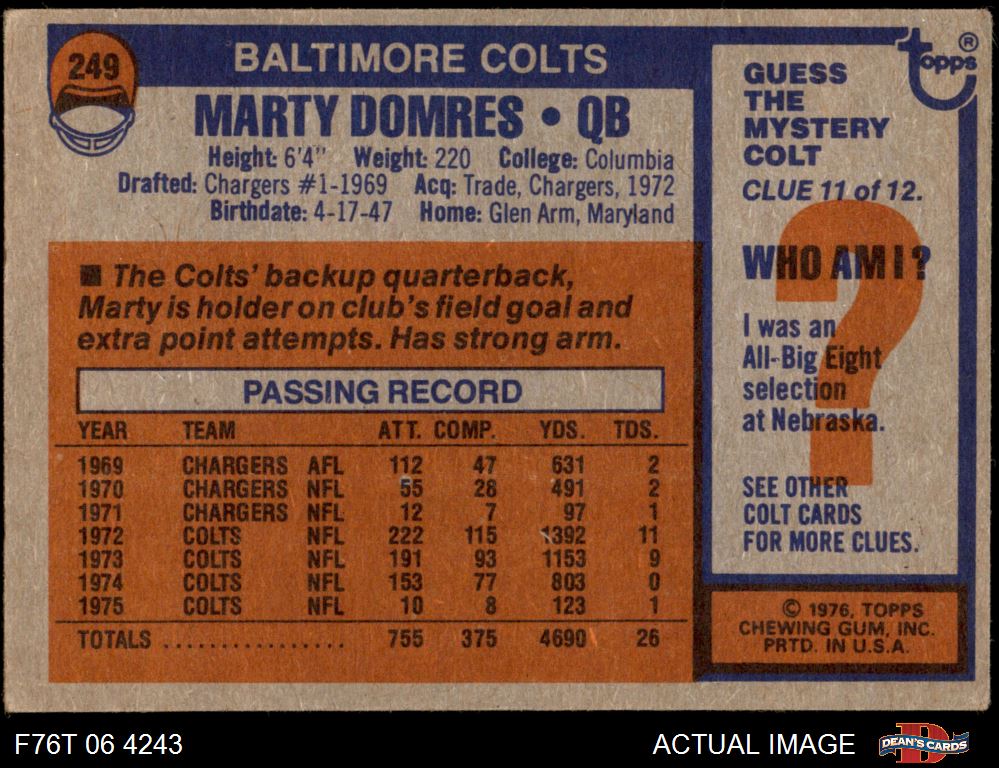 249
BALTIMORE COLTS
MARTY DOMRES • QB
Height: 6'4" Weight: 220 College: Columbia
Drafted: Chargers #1-1969 Acq: Trade, Chargers, 1972
Birthdate: 4-17-47 Home: Glen Arm, Maryland
■ The Colts' backup quarterback,
Marty is holder on club's field goal and
extra point attempts. Has strong arm.
PASSING RECORD
YEAR TEAM ATT. COMP. YDS. TDS.
1969 CHARGERS AFL 112 47 631 2
1970 CHARGERS NFL 55 28 491 2
1971 CHARGERS NFL 12 7 97 1
1972 COLTS NFL 222 115 1392 11
1973 COLTS NFL 191 93 1153 9
1974 COLTS NFL 153 77 803 0
1975 COLTS NFL 10 8 123 1
TOTALS ................ 755 375 4690 26
Topps ®
GUESS
THE
MYSTERY
COLT
CLUE 11 of 12.
?
WHO AM I?
I was an
All-Big Eight
selection
at Nebraska.
SEE OTHER
COLT CARDS
FOR MORE CLUES.
© 1976, TOPPS
CHEWING GUM, INC.
PRTD. IN U.S.A.
F76T 06 4243
ACTUAL IMAGE
D
DEAN'S CARDS